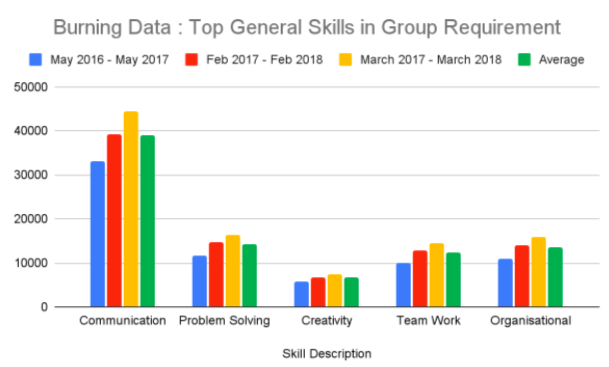 Burning Data : Top General Skills in Group Requirement
May 2016 - May 2017 Feb 2017 - Feb 2018 March 2017 - March 2018 Average
50000
40000
30000
20000
10000
0
Communication Problem Solving Creativity Team Work Organisational
Skill Description